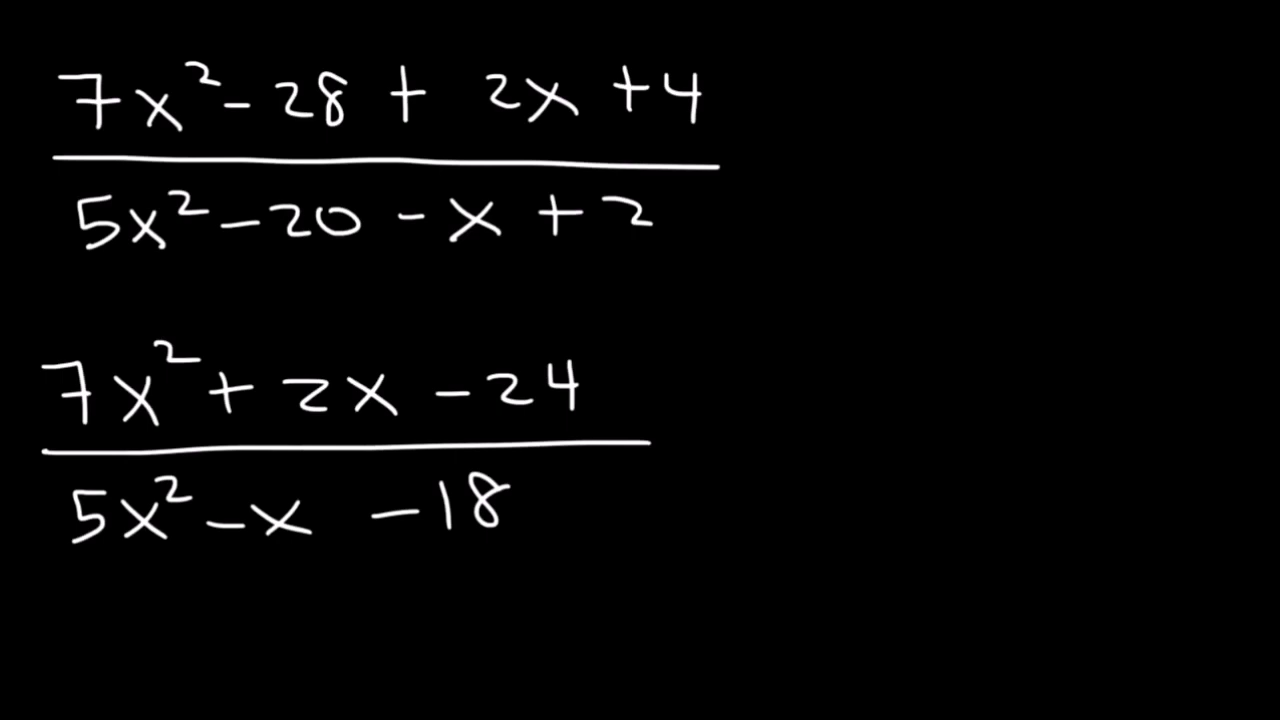 7x² - 28 + 2x + 4
5x² - 20 - x + 2
7x² + 2x - 24
5x² - x - 18